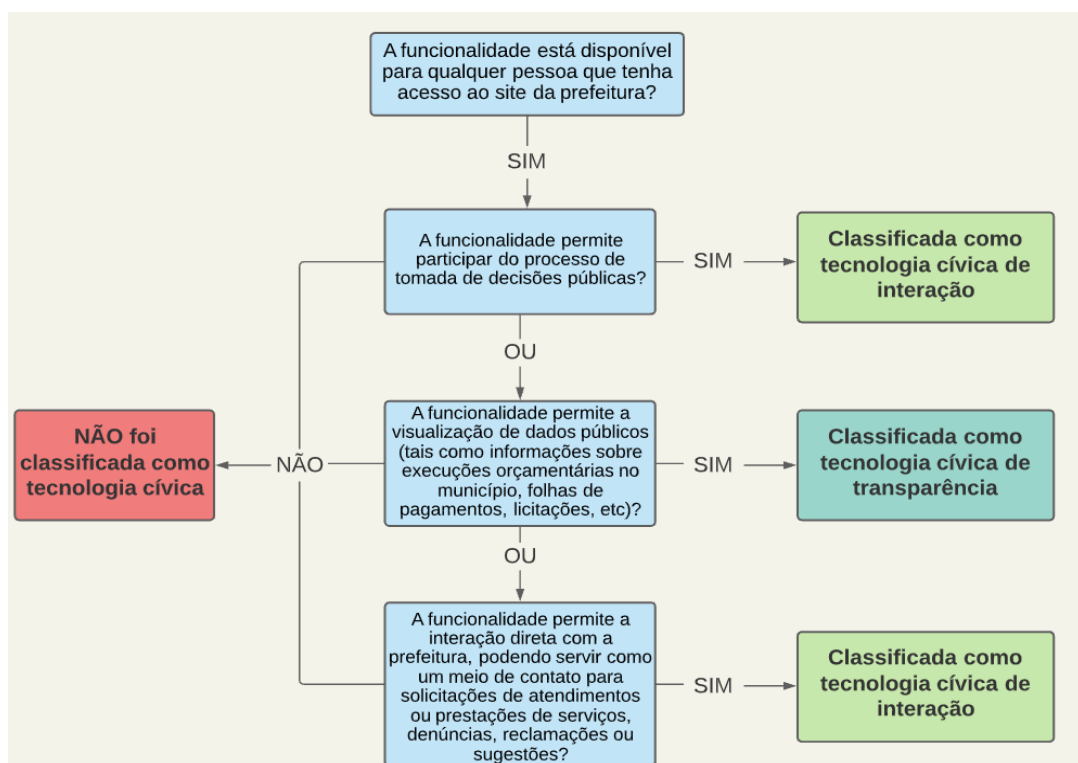 A funcionalidade está disponível
para qualquer pessoa que tenha
acesso ao site da prefeitura?
SIM
A funcionalidade permite
participar do processo de
tomada de decisões públicas?
SIM
Classificada como
tecnologia cívica de
interação
OU
NÃO foi
classificada como
tecnologia cívica
NÃO
A funcionalidade permite a
visualização de dados públicos
(tais como informações sobre
execuções orçamentárias no
município, folhas de
pagamentos, licitações, etc)?
SIM
Classificada como
tecnologia cívica de
transparência
OU
A funcionalidade permite a
interação direta com a
prefeitura, podendo servir como
um meio de contato para
solicitações de atendimentos
ou prestações de serviços,
denúncias, reclamações ou
sugestões?
SIM
Classificada como
tecnologia cívica de
interação